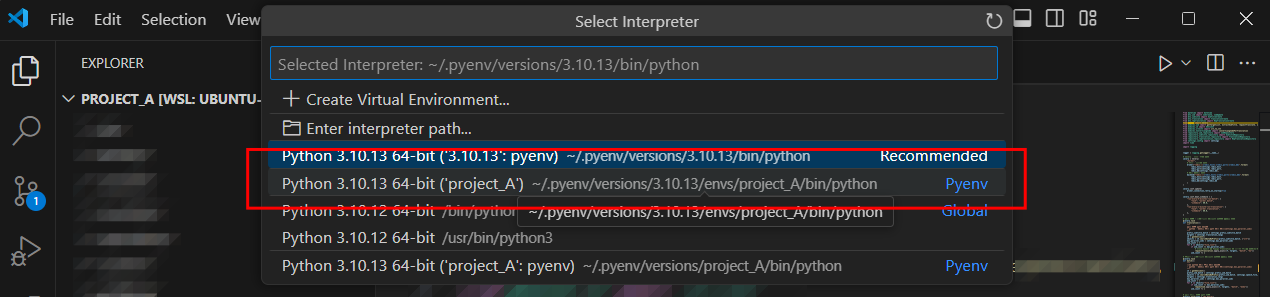 File Edit Selection View
Select Interpreter
EXPLORER
Selected Interpreter: ~/.pyenv/versions/3.10.13/bin/python
PROJECT_A [WSL: UBUNTU-
Create Virtual Environment...
Enter interpreter path...
Python 3.10.13 64-bit ('3.10.13': pyenv) ~/.pyenv/versions/3.10.13/bin/python Recommended
Python 3.10.13 64-bit ('project_A') ~/.pyenv/versions/3.10.13/envs/project_A/bin/python Pyenv
1
Python 3.10.12 64-bit /bin/python Global
~/.pyenv/versions/3.10.13/envs/project_A/bin/python
Python 3.10.12 64-bit /usr/bin/python3
Python 3.10.13 64-bit ('project_A': pyenv) ~/.pyenv/versions/project_A/bin/python Pyenv